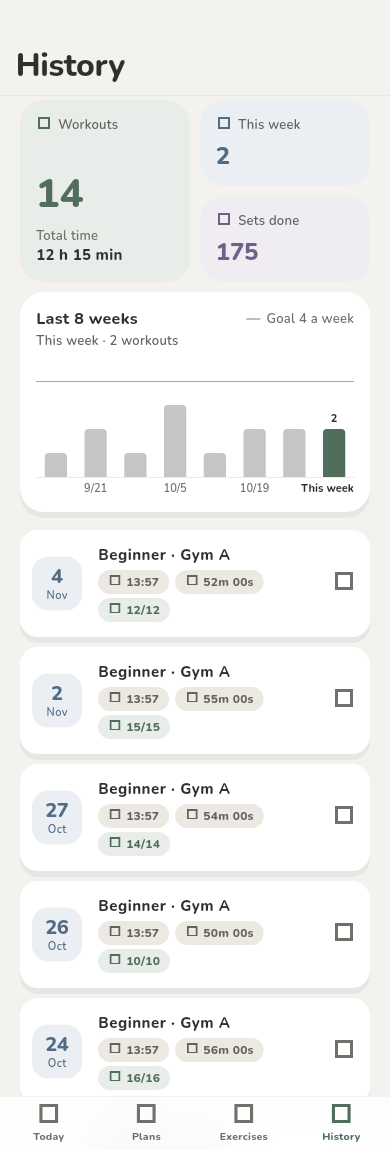 History
Workouts
14
Total time
12 h 15 min
This week
2
Sets done
175
Last 8 weeks
Goal 4 a week
This week · 2 workouts
2
9/21 10/5 10/19 This week
4
Nov
Beginner · Gym A
13:57 52m 00s
12/12
2
Nov
Beginner · Gym A
13:57 55m 00s
15/15
27
Oct
Beginner · Gym A
13:57 54m 00s
14/14
26
Oct
Beginner · Gym A
13:57 50m 00s
10/10
24
Oct
Beginner · Gym A
13:57 56m 00s
16/16
Today Plans Exercises History